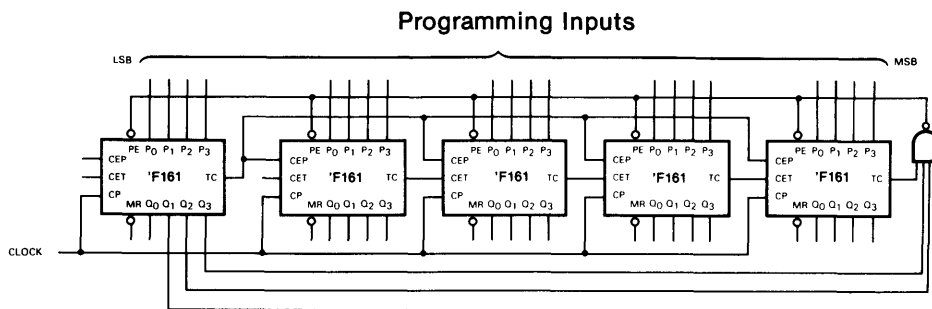 Programming Inputs
LSB MSB
PE P0 P1 P2 P3 PE P0 P1 P2 P3 PE P0 P1 P2 P3 PE P0 P1 P2 P3 PE P0 P1 P2 P3
CEP CEP CEP CEP CEP
CET 'F161 TC CET 'F161 TC CET 'F161 TC CET 'F161 TC CET 'F161 TC
CP CP CP CP CP
MR Q0 Q1 Q2 Q3 MR Q0 Q1 Q2 Q3 MR Q0 Q1 Q2 Q3 MR Q0 Q1 Q2 Q3 MR Q0 Q1 Q2 Q3
CLOCK